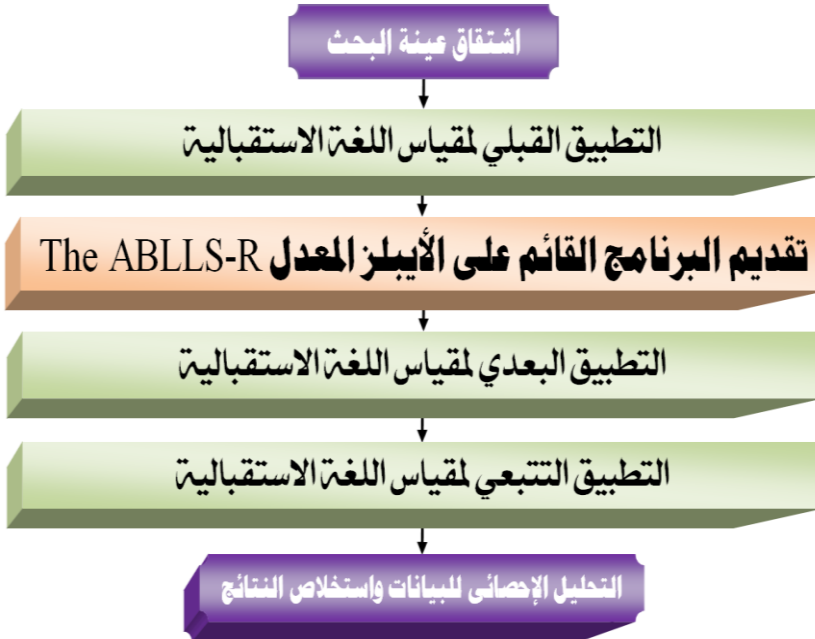 اشتقاق عينة البحث
التطبيق القبلي لمقياس اللغة الاستقبالية
تقديم البرنامج القائم على الأيبلز المعدل The ABLLS-R
التطبيق البعدي لمقياس اللغة الاستقبالية
التطبيق التتبعي لمقياس اللغة الاستقبالية
التحليل الإحصائى للبيانات واستخلاص النتائج